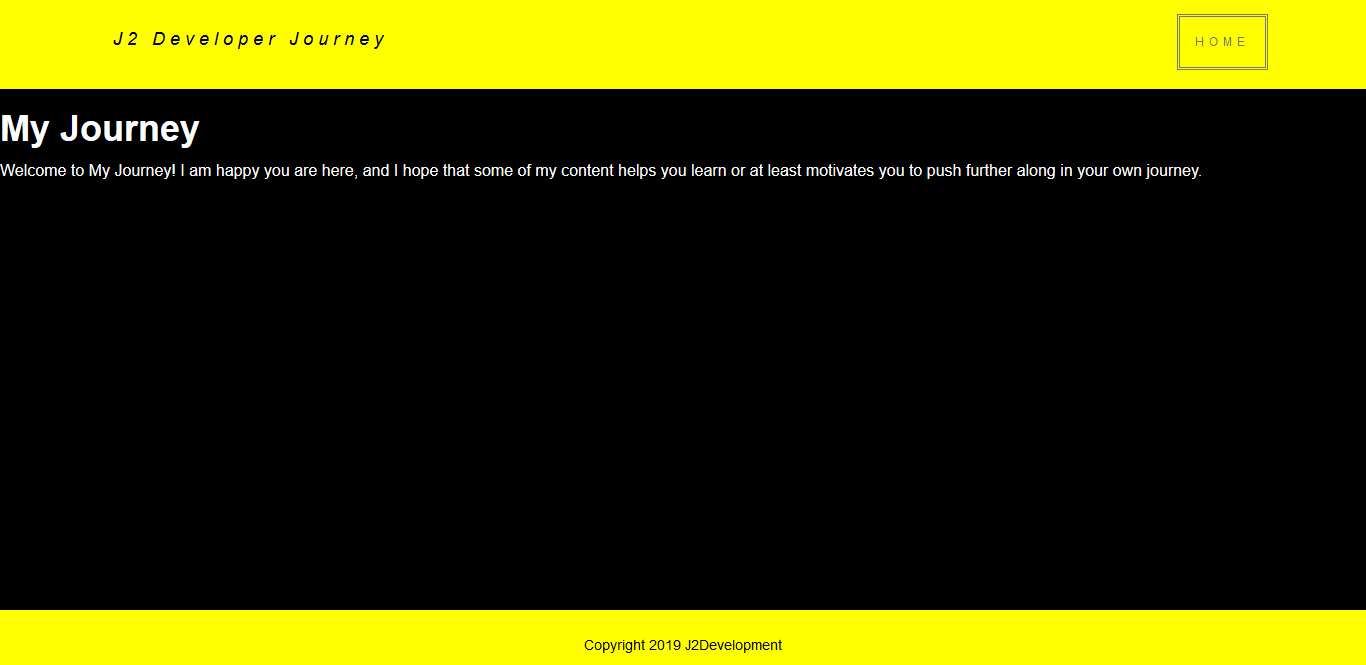 J2 Developer Journey
HOME
My Journey
Welcome to My Journey! I am happy you are here, and I hope that some of my content helps you learn or at least motivates you to push further along in your own journey.
Copyright 2019 J2Development